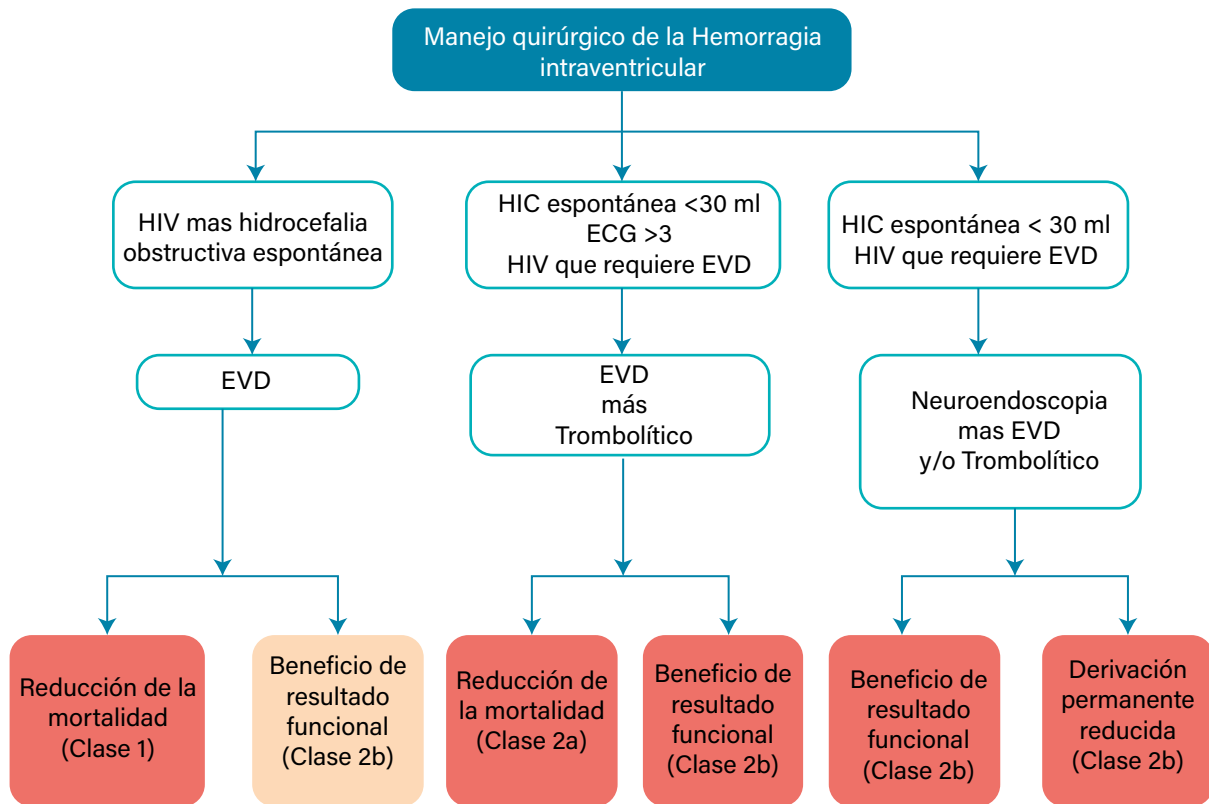 Manejo quirúrgico de la Hemorragia
intraventricular
HIV mas hidrocefalia
obstructiva espontánea
HIC espontánea <30 ml
ECG >3
HIV que requiere EVD
HIC espontánea < 30 ml
HIV que requiere EVD
EVD
EVD
más
Trombolítico
Neuroendoscopia
mas EVD
y/o Trombolítico
Reducción de la
mortalidad
(Clase 1)
Beneficio de
resultado
funcional
(Clase 2b)
Reducción de
la mortalidad
(Clase 2a)
Beneficio de
resultado
funcional
(Clase 2b)
Beneficio de
resultado
funcional
(Clase 2b)
Derivación
permanente
reducida
(Clase 2b)